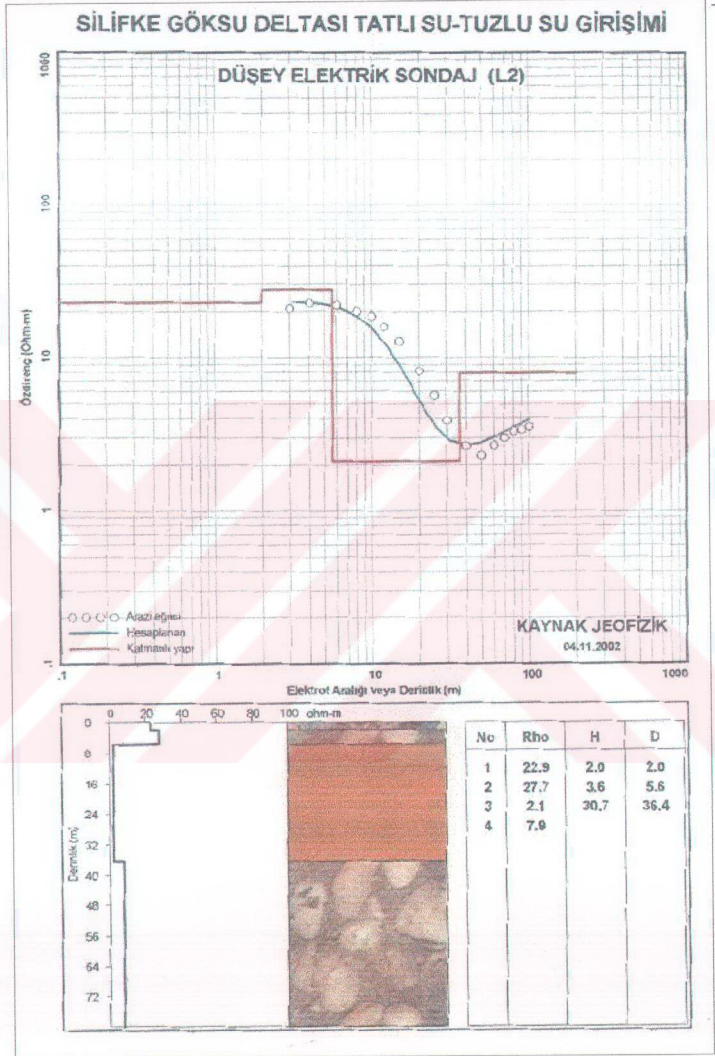 SİLİFKE GÖKSU DELTASI TATLI SU-TUZLU SU GİRİŞİMİ
DÜŞEY ELEKTRİK SONDAJ (L2)
1000
100
10
1
.1
Özdirenç (Ohm-m)
Arazi eğrisi
Hesaplanan
Katmanlı yapı
KAYNAK JEOFİZİK
04.11.2002
.1 1 10 100 1000
Elektrot Aralığı veya Derinlik (m)
0 20 40 60 80 100 ohm-m
Derinlik (m)
0
8
16
24
32
40
48
56
64
72
No Rho H D
1 22.9 2.0 2.0
2 27.7 3.6 5.6
3 2.1 30.7 36.4
4 7.9